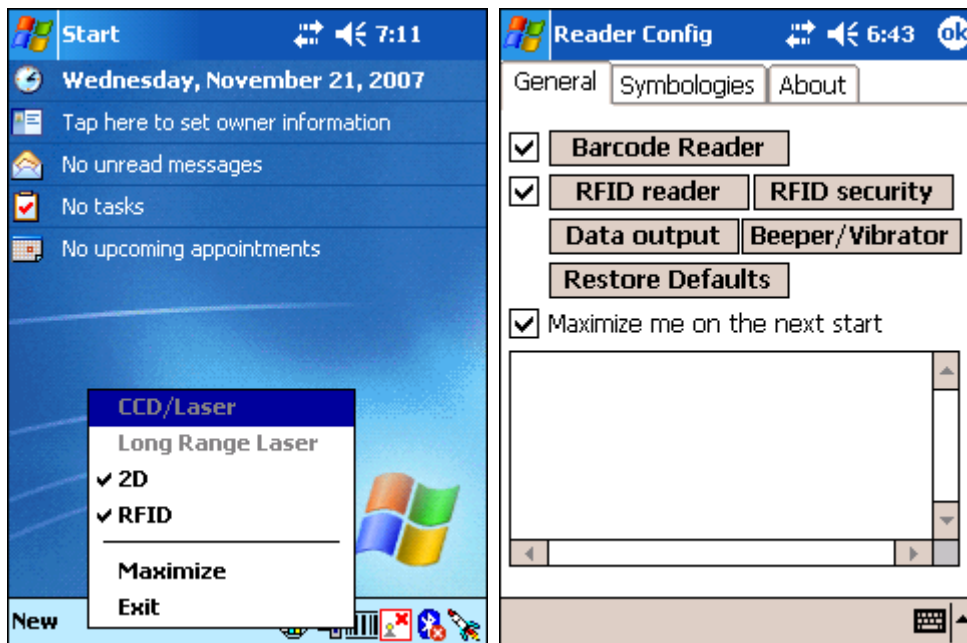 Start 7:11
Wednesday, November 21, 2007
Tap here to set owner information
No unread messages
No tasks
No upcoming appointments
CCD/Laser
Long Range Laser
2D
RFID
Maximize
Exit
New
Reader Config 6:43 ok
General Symbologies About
Barcode Reader
RFID reader RFID security
Data output Beeper/Vibrator
Restore Defaults
Maximize me on the next start